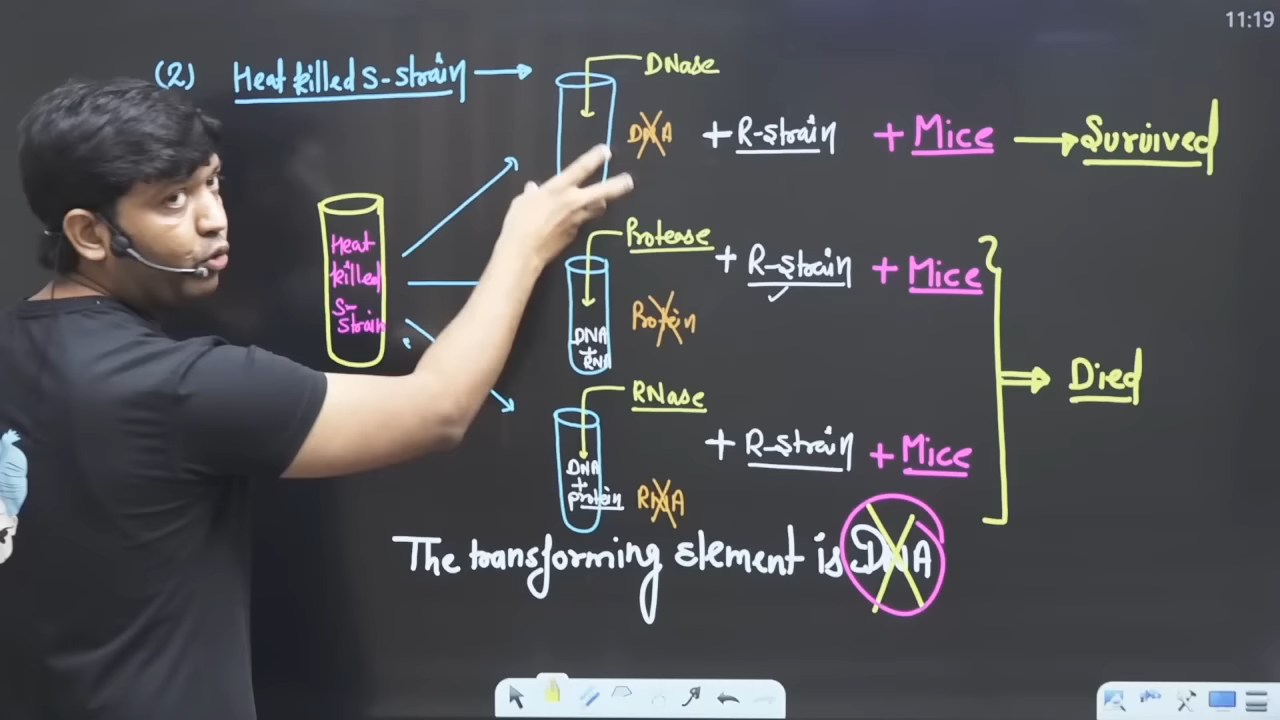 11:19
(2) Heat killed S-strain
DNase
DNA + R-strain + Mice Survived
Heat
killed
S-
strain
Protease + R-strain + Mice
Protein
DNA
+
RNA
Died
RNase
+ R-strain + Mice
DNA
+
protein
RNA
The transforming element is DNA